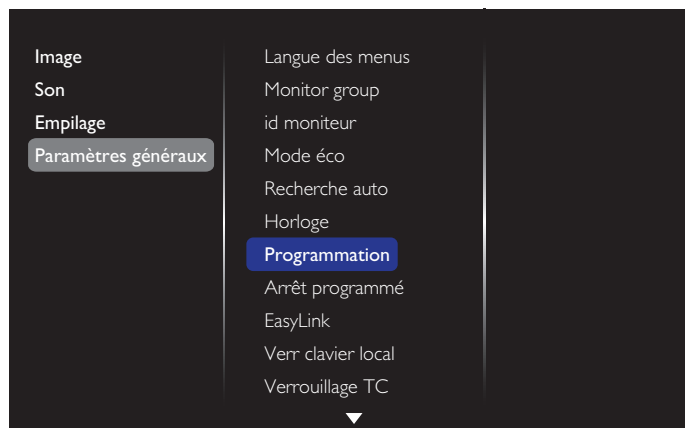 Image
Son
Empilage
Paramètres généraux
Langue des menus
Monitor group
id moniteur
Mode éco
Recherche auto
Horloge
Programmation
Arrêt programmé
EasyLink
Verr clavier local
Verrouillage TC